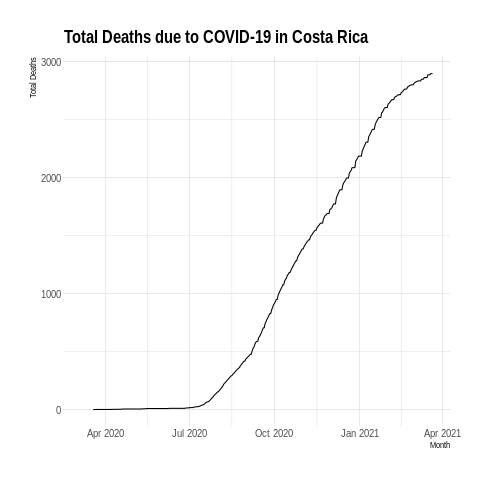 Total Deaths due to COVID-19 in Costa Rica
Total Deaths
3000
2000
1000
0
Apr 2020 Jul 2020 Oct 2020 Jan 2021 Apr 2021
Month